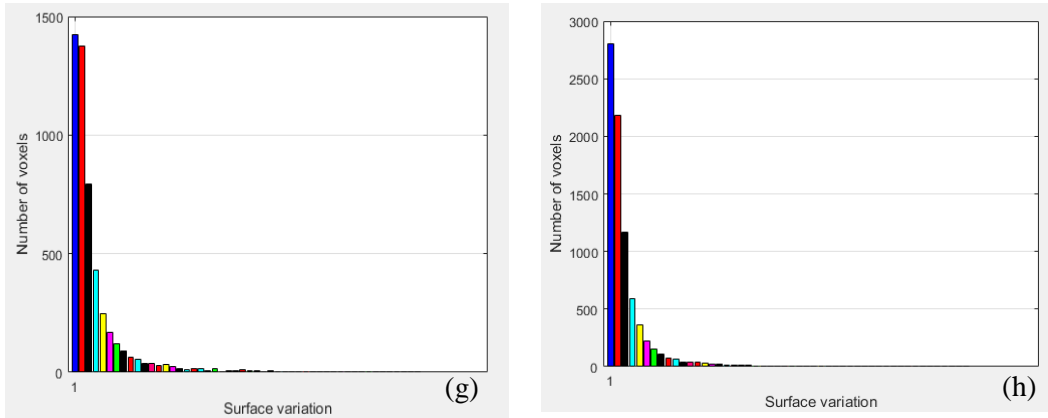 1500
1000
500
0
Number of voxels
1
Surface variation
(g)
3000
2500
2000
1500
1000
500
0
Number of voxels
1
Surface variation
(h)